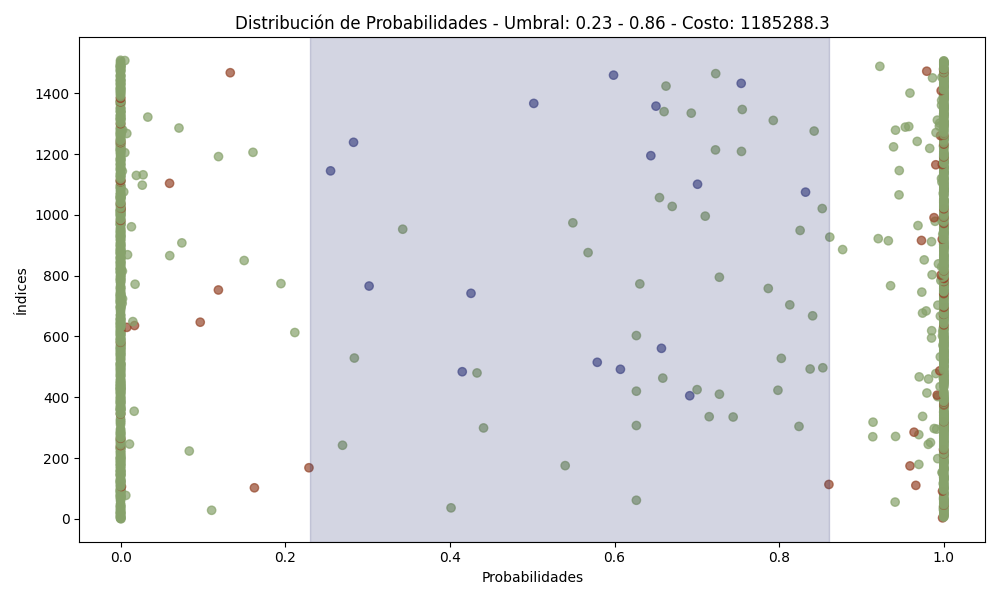 Distribución de Probabilidades - Umbral: 0.23 - 0.86 - Costo: 1185288.3
1400
1200
1000
800
600
400
200
0
Índices
0.0 0.2 0.4 0.6 0.8 1.0
Probabilidades